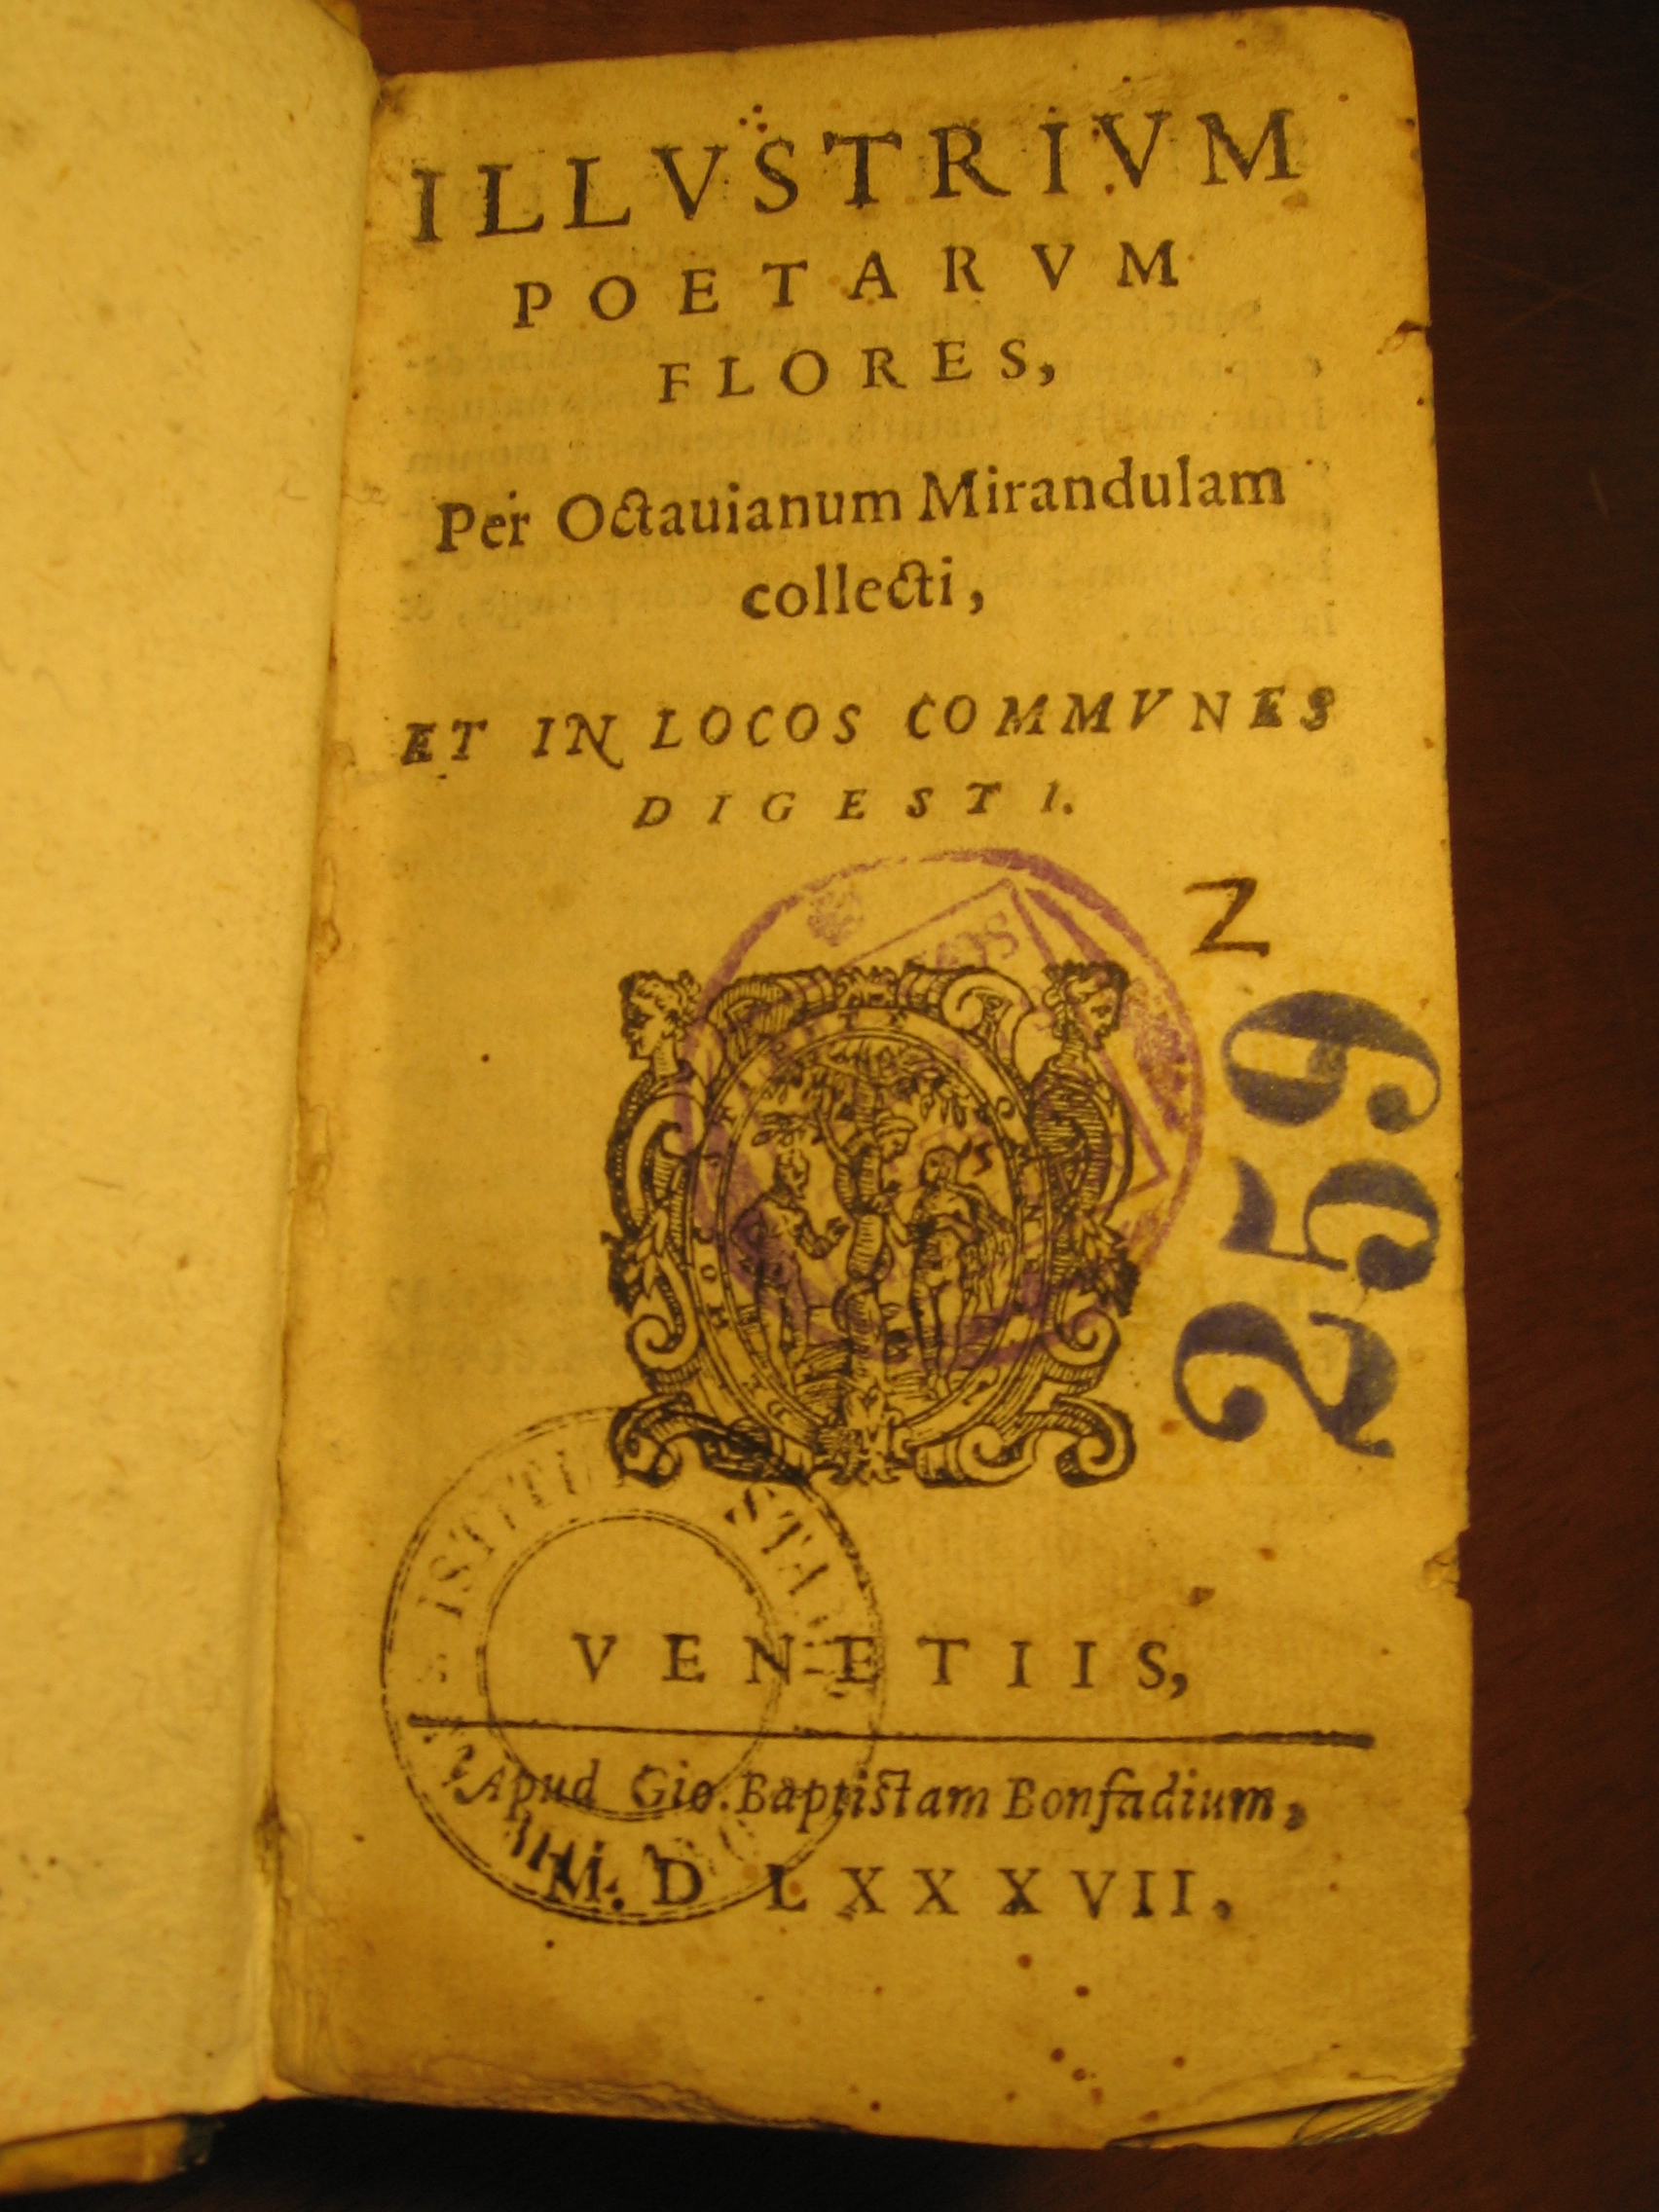 ILLVSTRIVM
POETARVM
FLORES,
Per Octauianum Mirandulam
collecti,
ET IN LOCOS COMMVNES
DIGESTI.
N
259
VENETIIS,
Apud Gio. Baptistam Bonfadium,
M. D LXXXVII.